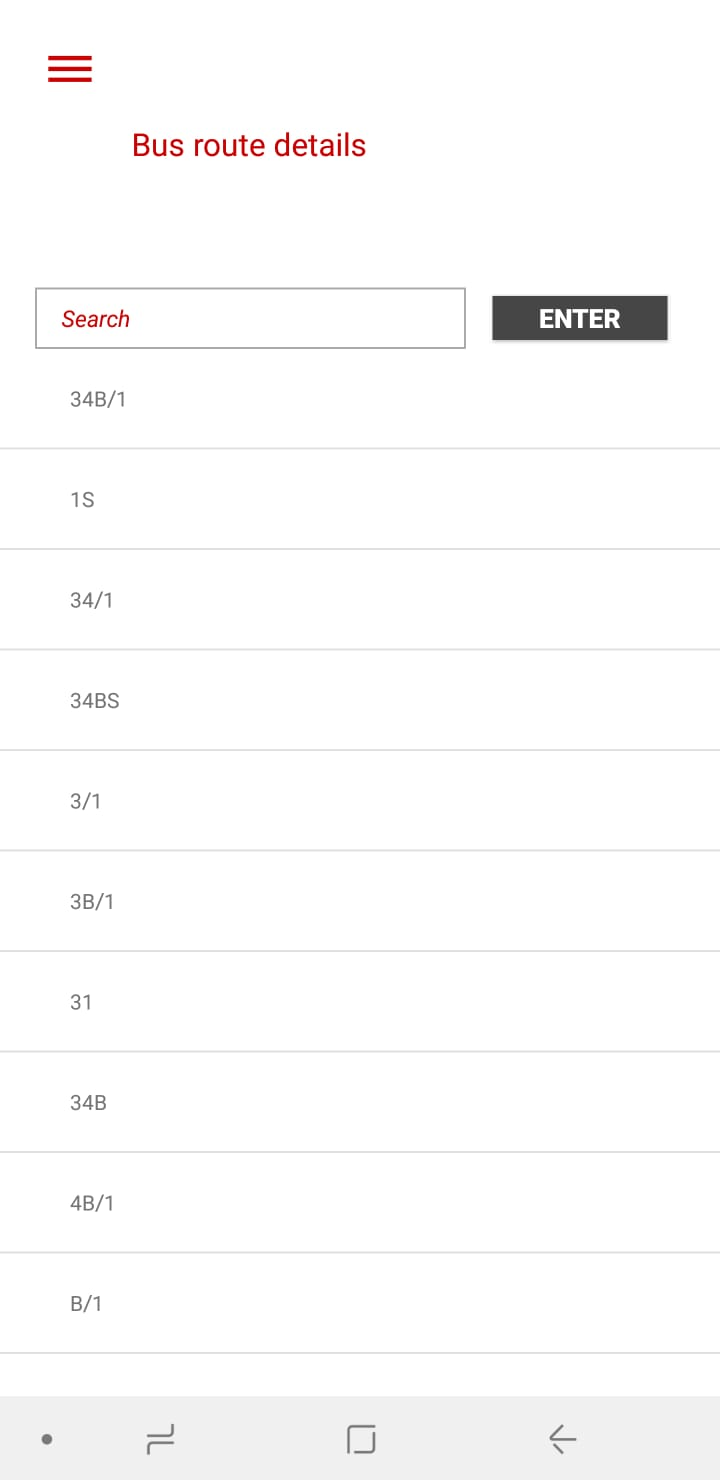 Bus route details
Search
ENTER
34B/1
1S
34/1
34BS
3/1
3B/1
31
34B
4B/1
B/1